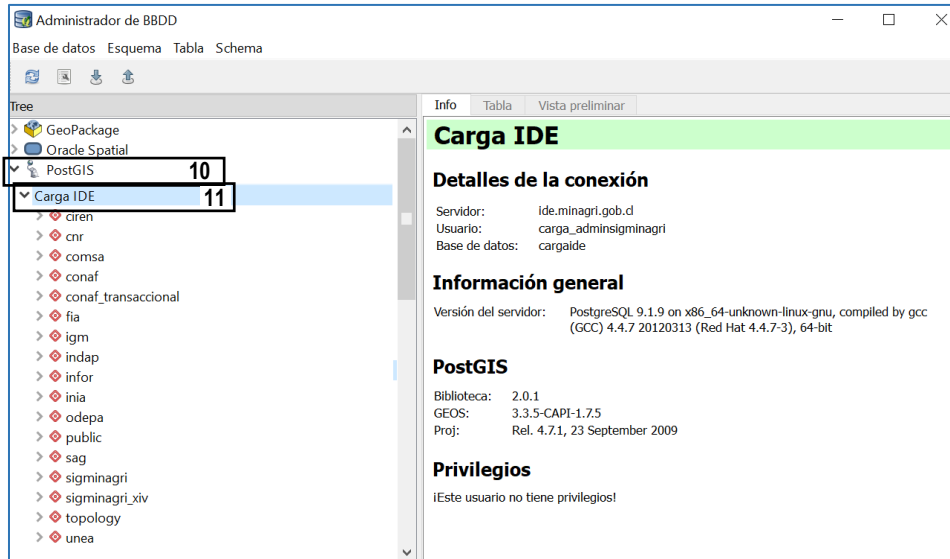 Administrador de BBDD
Base de datos Esquema Tabla Schema
Tree
GeoPackage
Oracle Spatial
PostGIS 10
Carga IDE 11
ciren
cnr
comsa
conaf
conaf_transaccional
fia
igm
indap
infor
inia
odepa
public
sag
sigminagri
sigminagri_xiv
topology
unea
Info Tabla Vista preliminar
Carga IDE
Detalles de la conexión
Servidor: ide.minagri.gob.cl
Usuario: carga_adminsigminagri
Base de datos: cargaide
Información general
Versión del servidor: PostgreSQL 9.1.9 on x86_64-unknown-linux-gnu, compiled by gcc
(GCC) 4.4.7 20120313 (Red Hat 4.4.7-3), 64-bit
PostGIS
Biblioteca: 2.0.1
GEOS: 3.3.5-CAPI-1.7.5
Proj: Rel. 4.7.1, 23 September 2009
Privilegios
¡Este usuario no tiene privilegios!